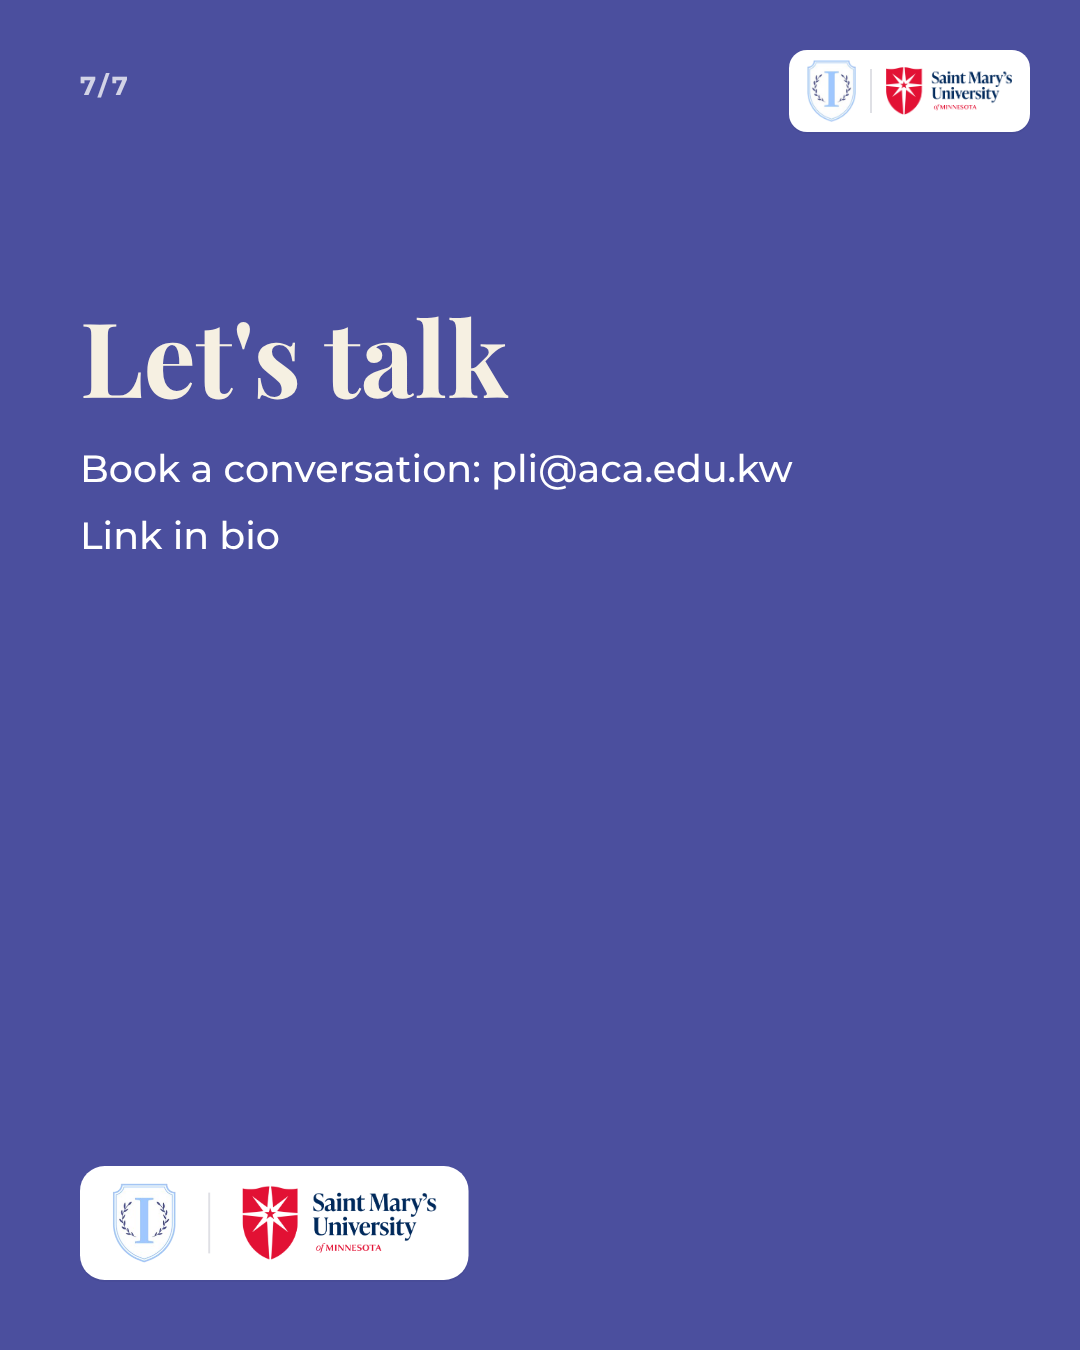 7/7
I
Saint Mary's
University
of MINNESOTA
Let's talk
Book a conversation: pli@aca.edu.kw
Link in bio
I
Saint Mary's
University
of MINNESOTA